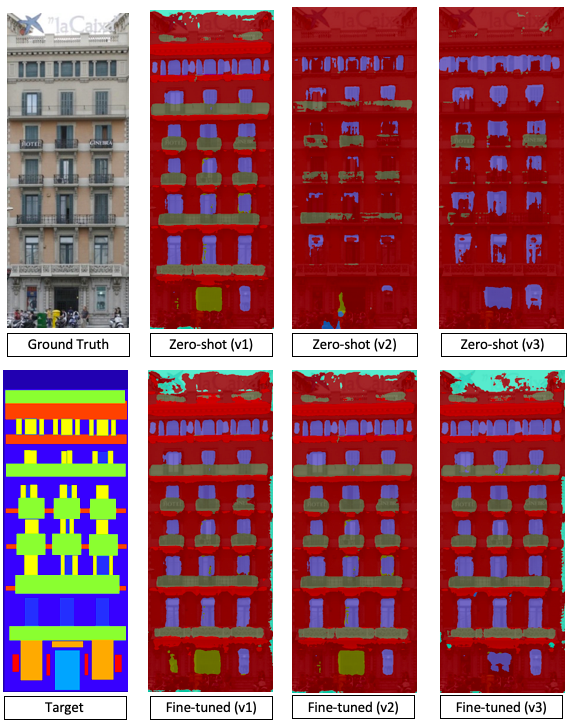 "laCaixa
HOTEL
CINEMA
Ground Truth
Zero-shot (v1)
Zero-shot (v2)
Zero-shot (v3)
Target
Fine-tuned (v1)
Fine-tuned (v2)
Fine-tuned (v3)